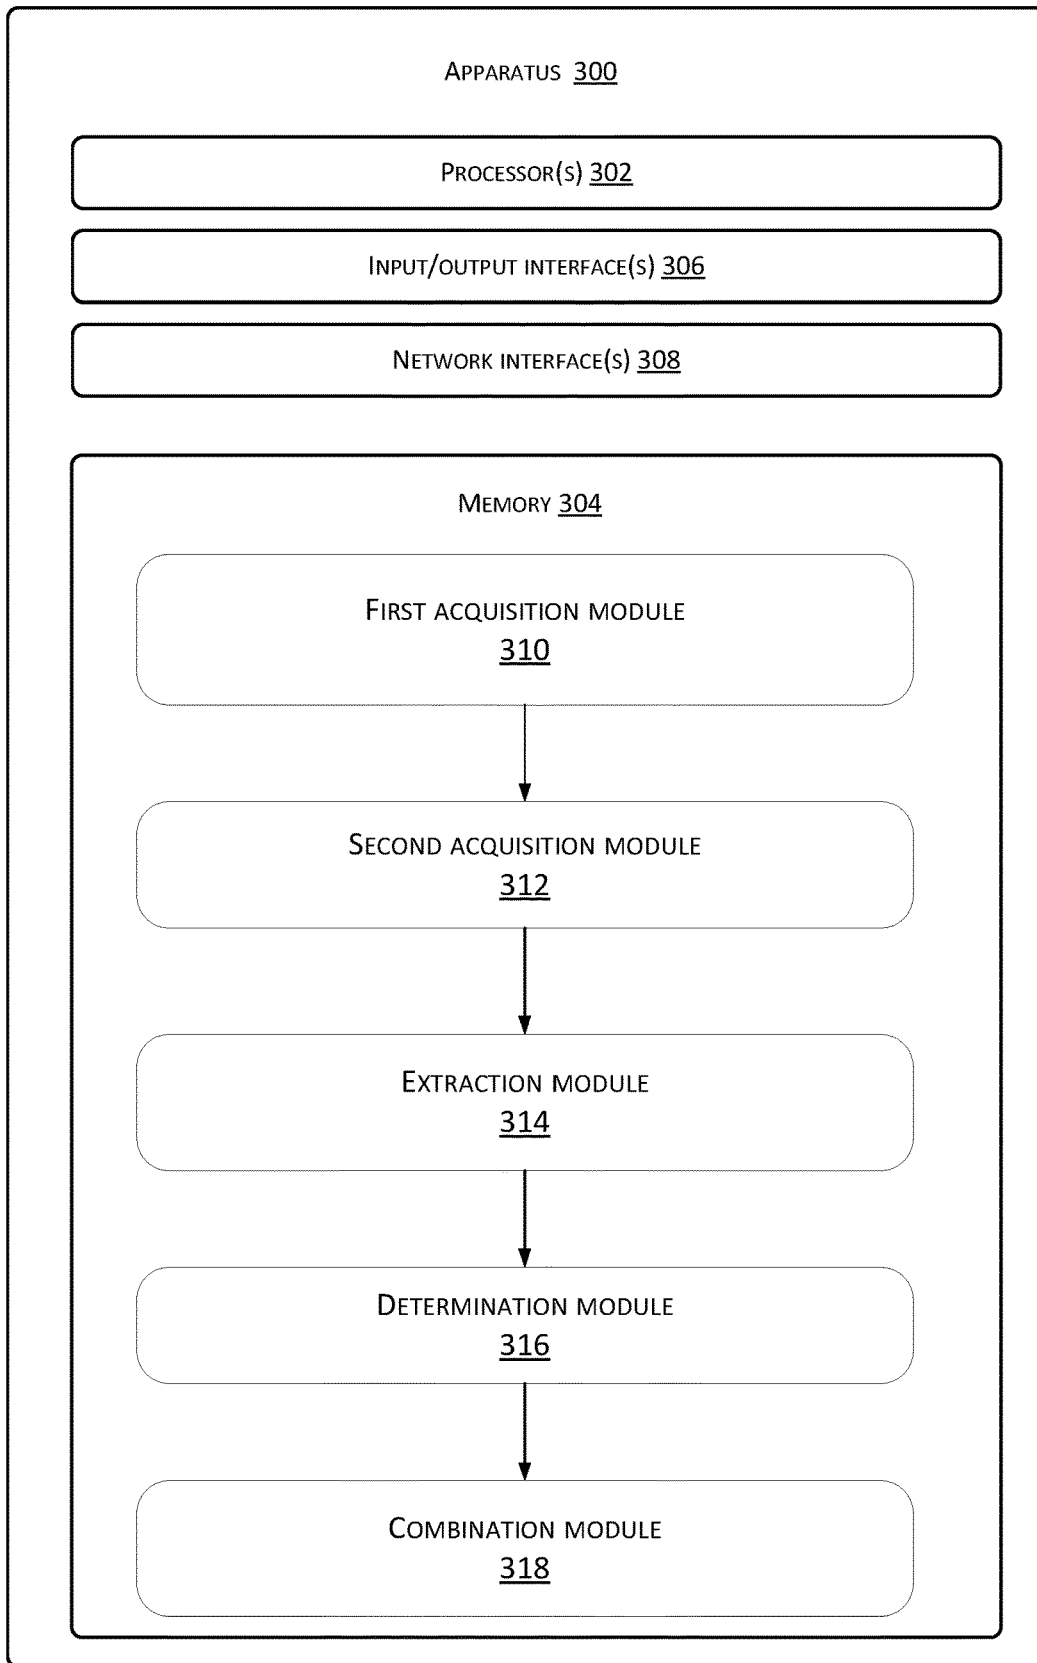 APPARATUS 300
PROCESSOR(S) 302
INPUT/OUTPUT INTERFACE(S) 306
NETWORK INTERFACE(S) 308
MEMORY 304
FIRST ACQUISITION MODULE
310
SECOND ACQUISITION MODULE
312
EXTRACTION MODULE
314
DETERMINATION MODULE
316
COMBINATION MODULE
318